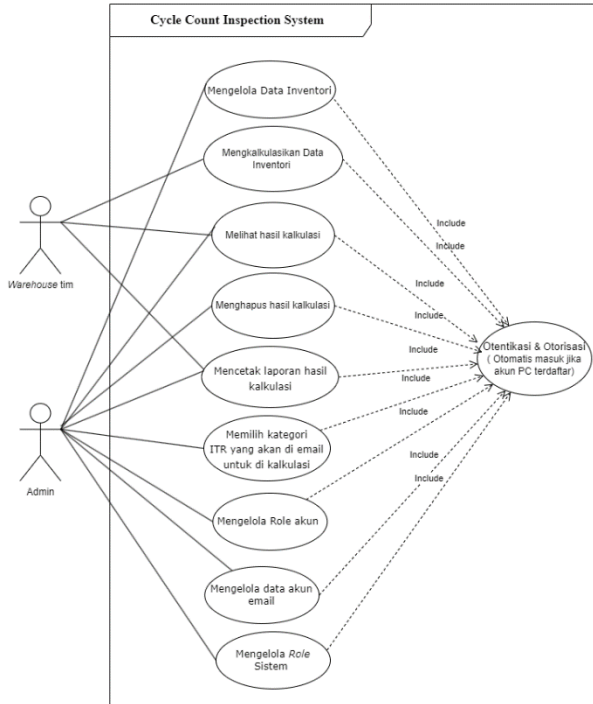 Cycle Count Inspection System
Mengelola Data Inventori
Mengkalkulasikan Data
Inventori
Include
Include
Warehouse tim
Melihat hasil kalkulasi
Include
Menghapus hasil kalkulasi
Include
Otentikasi & Otorisasi
( Otomatis masuk jika
akun PC terdaftar)
Include
Mencetak laporan hasil
kalkulasi
Include
Memilih kategori
ITR yang akan di email
untuk di kalkulasi
Include
Admin
Mengelola Role akun
Include
Include
Mengelola data akun
email
Mengelola Role
Sistem